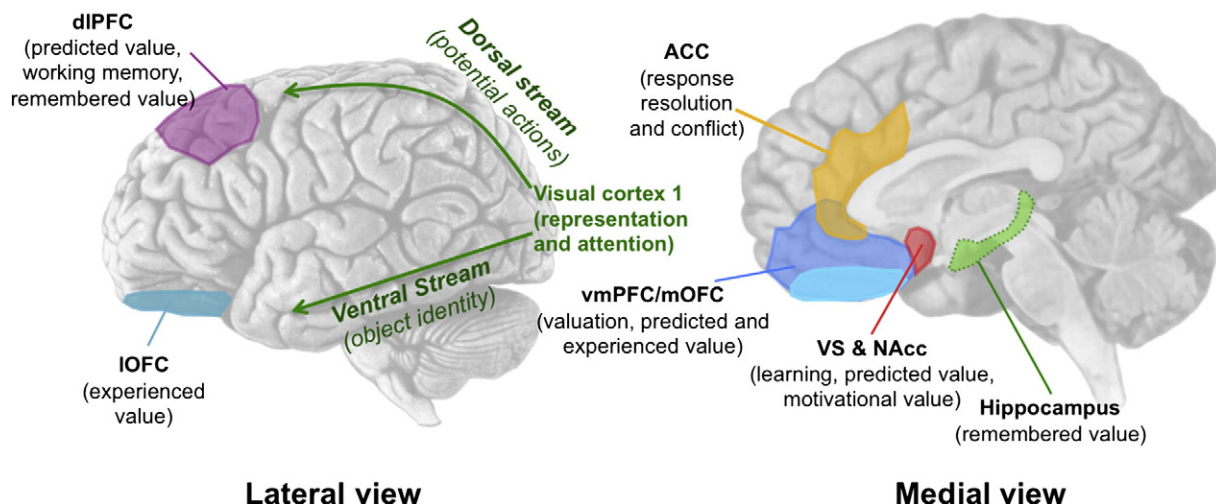 dlPFC
(predicted value,
working memory,
remembered value)
Dorsal stream
(potential actions)
Visual cortex 1
(representation
and attention)
Ventral Stream
(object identity)
lOFC
(experienced
value)
Lateral view
ACC
(response
resolution
and conflict)
vmPFC/mOFC
(valuation, predicted and
experienced value)
VS & NAcc
(learning, predicted value,
motivational value)
Hippocampus
(remembered value)
Medial view